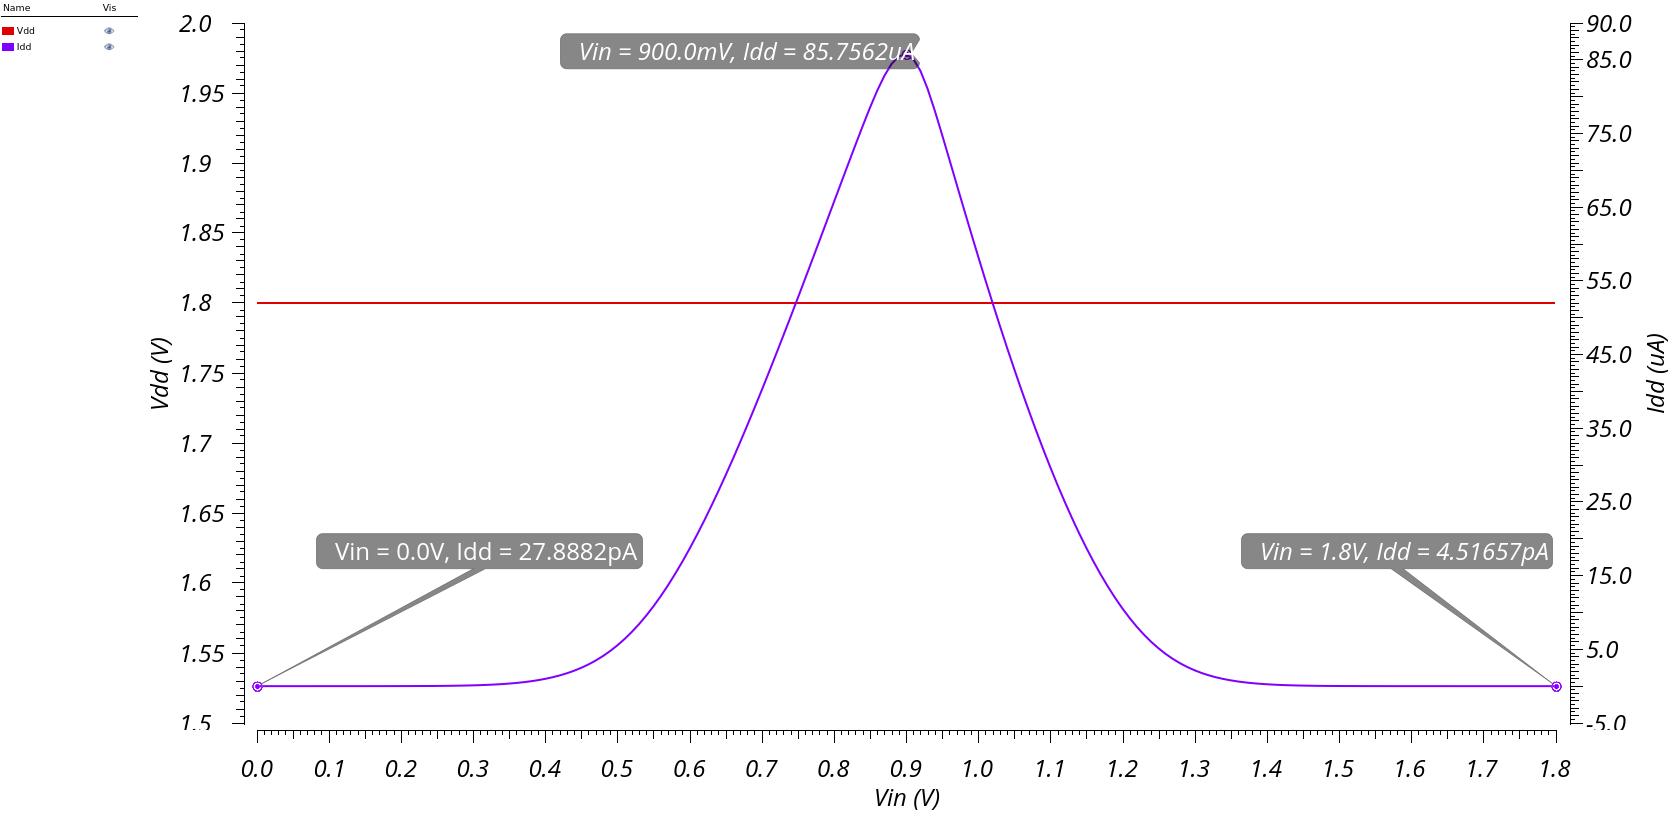 Name Vis
Vdd
Idd
2.0
1.95
1.9
1.85
1.8
1.75
1.7
1.65
1.6
1.55
1.5
Vdd (V)
Vin = 900.0mV, Idd = 85.7562uA
Vin = 0.0V, Idd = 27.8882pA
Vin = 1.8V, Idd = 4.51657pA
90.0
85.0
75.0
65.0
55.0
45.0
35.0
25.0
15.0
5.0
-5.0
Idd (uA)
0.0 0.1 0.2 0.3 0.4 0.5 0.6 0.7 0.8 0.9 1.0 1.1 1.2 1.3 1.4 1.5 1.6 1.7 1.8
Vin (V)